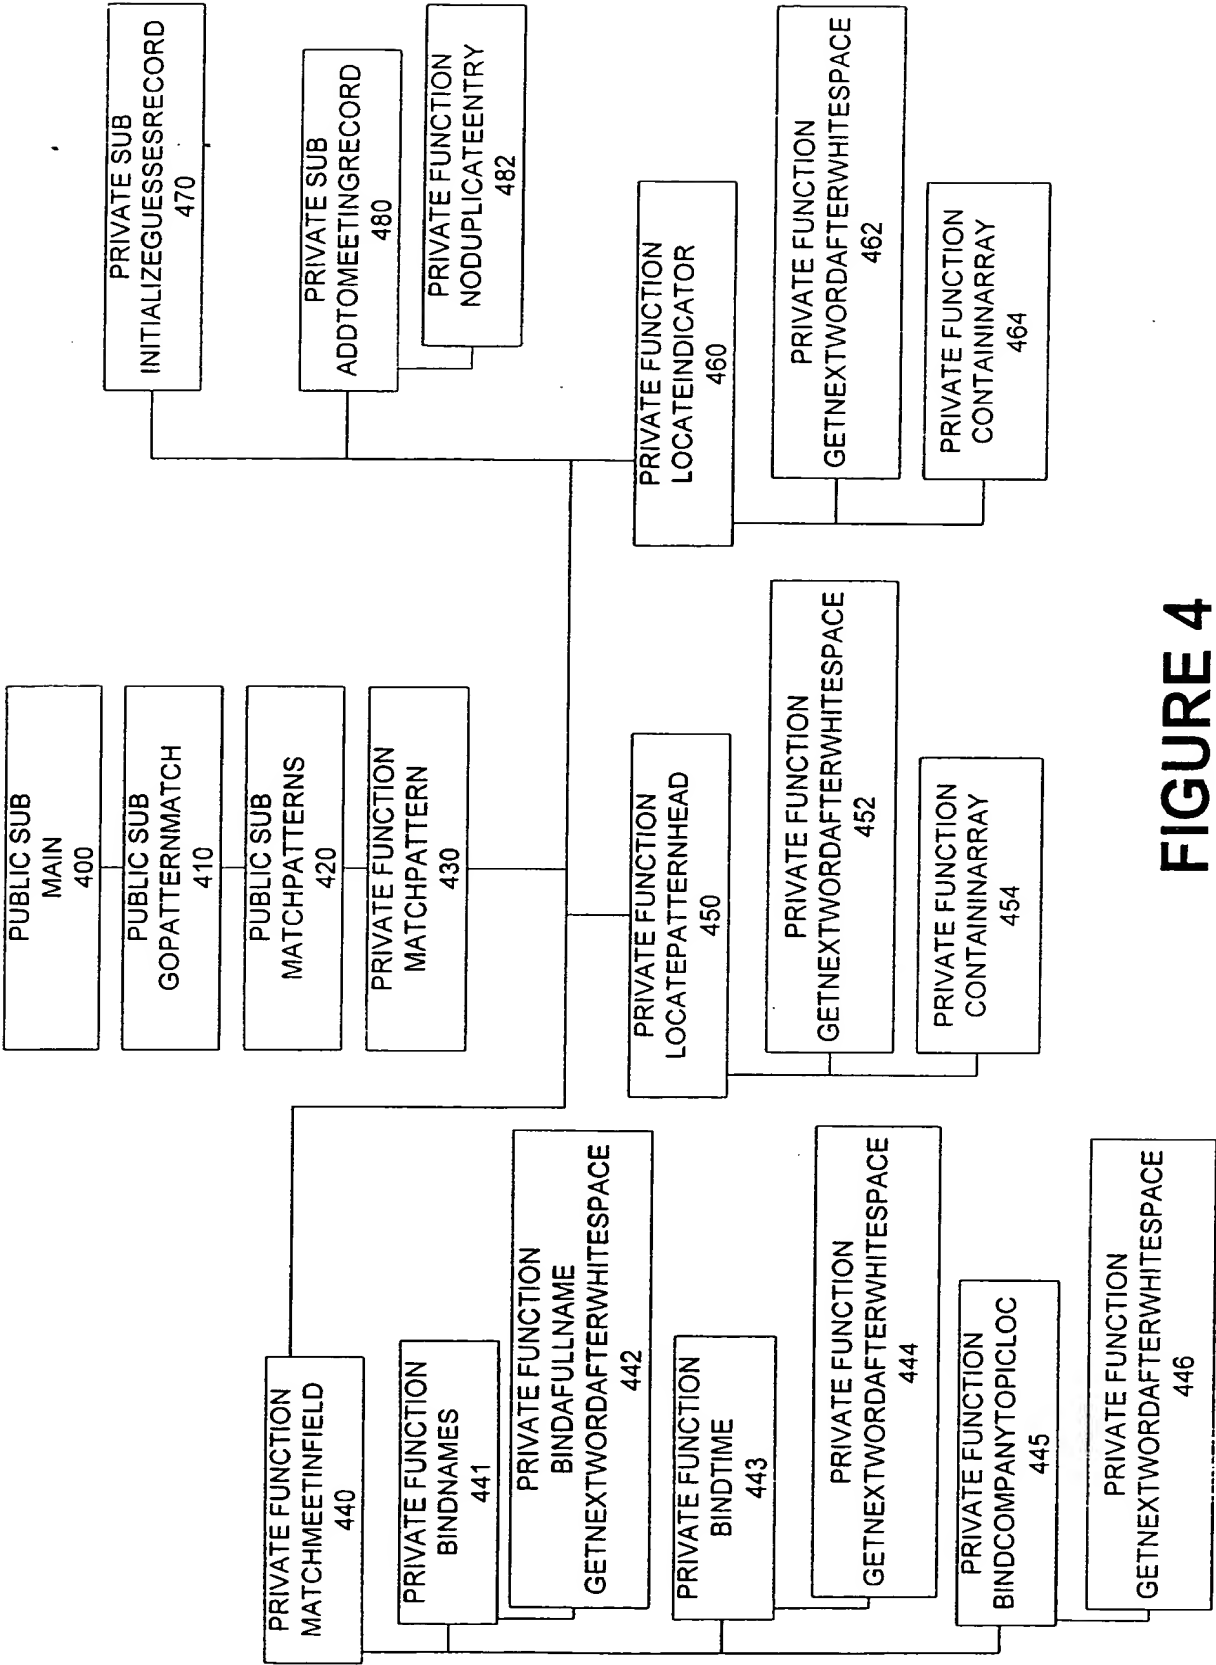 PUBLIC SUB
MAIN
400
PUBLIC SUB
GOPATTERNMATCH
410
PUBLIC SUB
MATCHPATTERNS
420
PRIVATE FUNCTION
MATCHPATTERN
430
PRIVATE FUNCTION
MATCHMEETINFIELD
440
PRIVATE FUNCTION
BINDNAMES
441
PRIVATE FUNCTION
BINDAFULLNAME
GETNEXTWORDAFTERWHITESPACE
442
PRIVATE FUNCTION
BINDTIME
443
PRIVATE FUNCTION
GETNEXTWORDAFTERWHITESPACE
444
PRIVATE FUNCTION
BINDCOMPANYTOPICLOC
445
PRIVATE FUNCTION
GETNEXTWORDAFTERWHITESPACE
446
PRIVATE FUNCTION
LOCATEPATTERNHEAD
450
PRIVATE FUNCTION
GETNEXTWORDAFTERWHITESPACE
452
PRIVATE FUNCTION
CONTAININARRAY
454
PRIVATE FUNCTION
LOCATEINDICATOR
460
PRIVATE FUNCTION
GETNEXTWORDAFTERWHITESPACE
462
PRIVATE FUNCTION
CONTAININARRAY
464
PRIVATE SUB
INITIALIZEGUESSESRECORD
470
PRIVATE SUB
ADDTOMEETINGRECORD
480
PRIVATE FUNCTION
NODUPLICATEENTRY
482
FIGURE 4